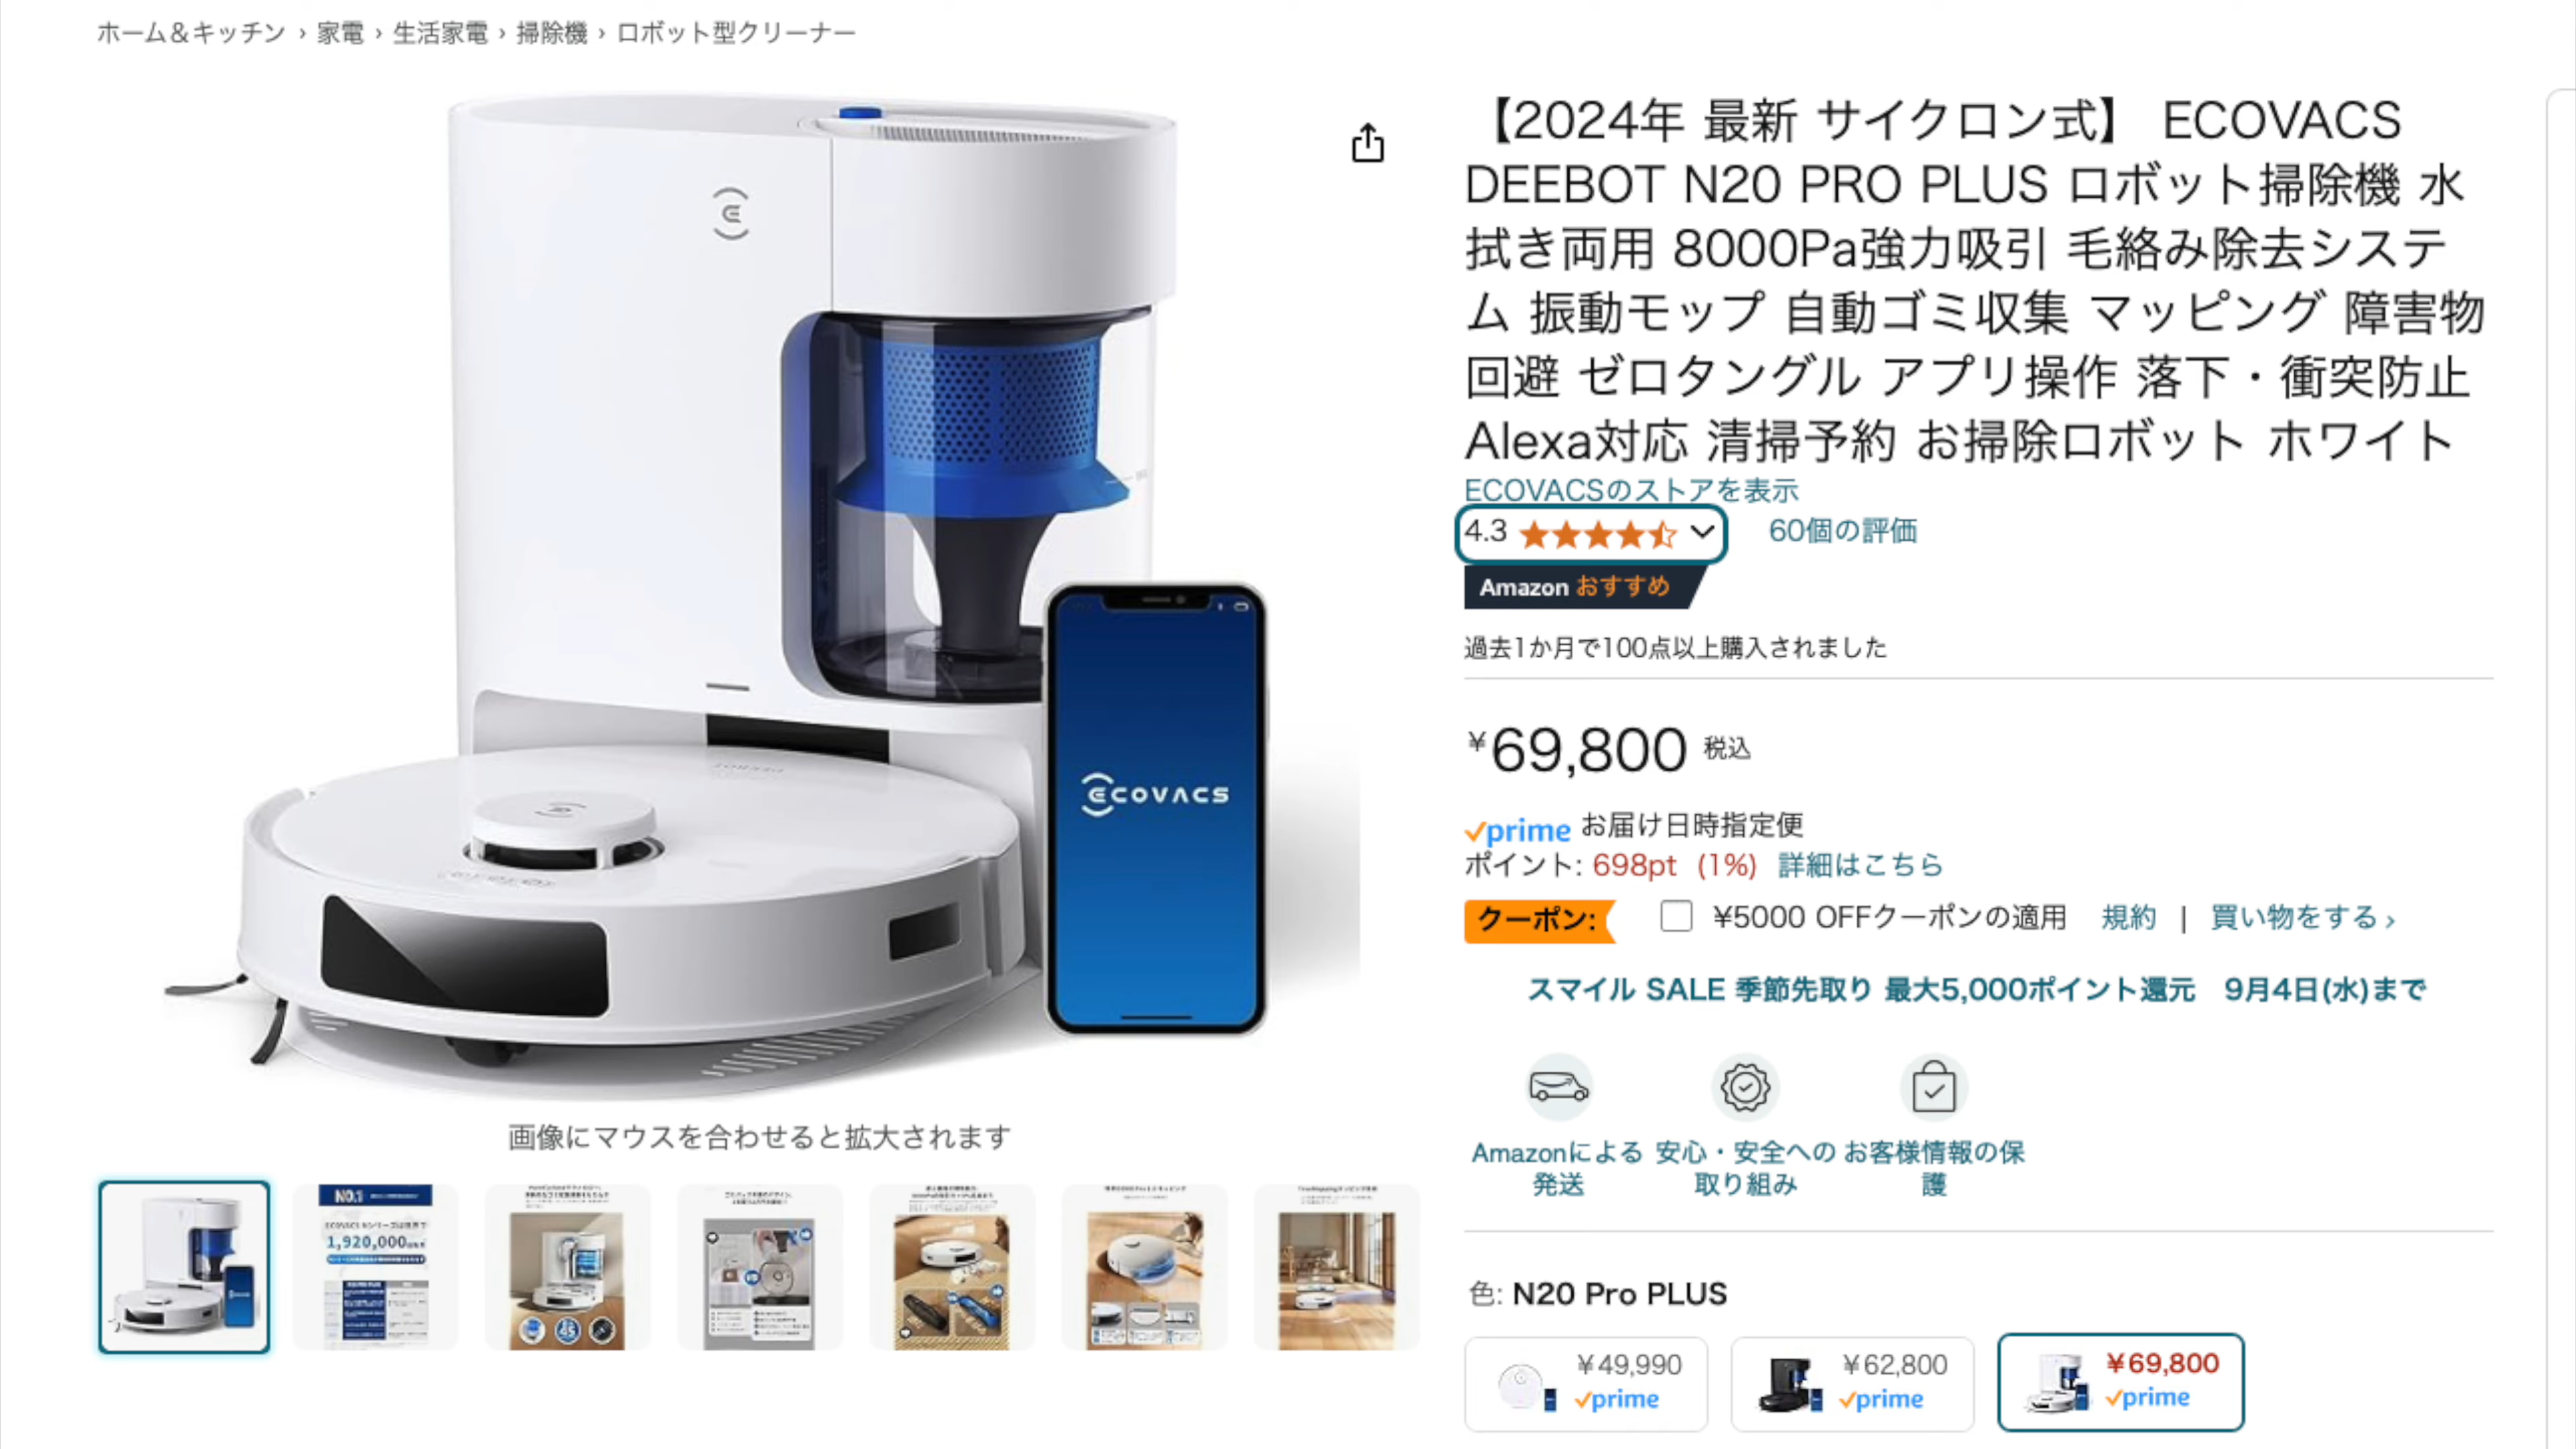 ホーム＆キッチン › 家電 › 生活家電 › 掃除機 › ロボット型クリーナー
【2024年 最新 サイクロン式】 ECOVACS
DEEBOT N20 PRO PLUS ロボット掃除機 水
拭き両用 8000Pa強力吸引 毛絡み除去システ
ム 振動モップ 自動ゴミ収集 マッピング 障害物
回避 ゼロタングル アプリ操作 落下・衝突防止
Alexa対応 清掃予約 お掃除ロボット ホワイト
ECOVACSのストアを表示
4.3 60個の評価
Amazon おすすめ
過去1か月で100点以上購入されました
¥69,800 税込
prime お届け日時指定便
ポイント: 698pt (1%) 詳細はこちら
クーポン: ¥5000 OFFクーポンの適用 規約 | 買い物をする ›
スマイル SALE 季節先取り 最大5,000ポイント還元 9月4日(水)まで
Amazonによる発送
安心・安全への取り組み
お客様情報の保護
色: N20 Pro PLUS
¥49,990
prime
¥62,800
prime
¥69,800
prime
ECOVACS
画像にマウスを合わせると拡大されます
NO.1
1,920,000